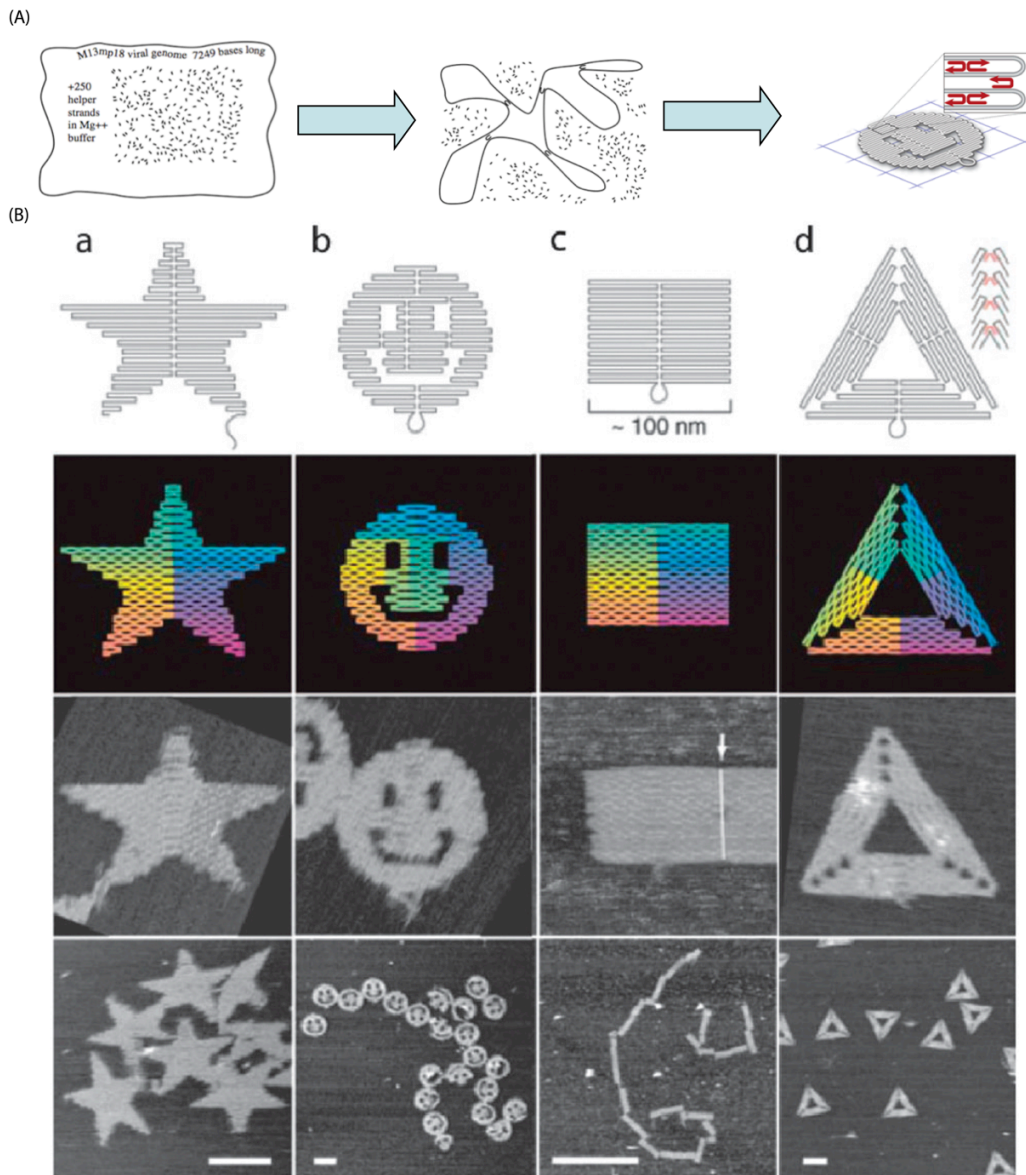 (A)
M13mp18 viral genome 7249 bases long
+250
helper
strands
in Mg++
buffer
(B)
a
b
c
d
~ 100 nm